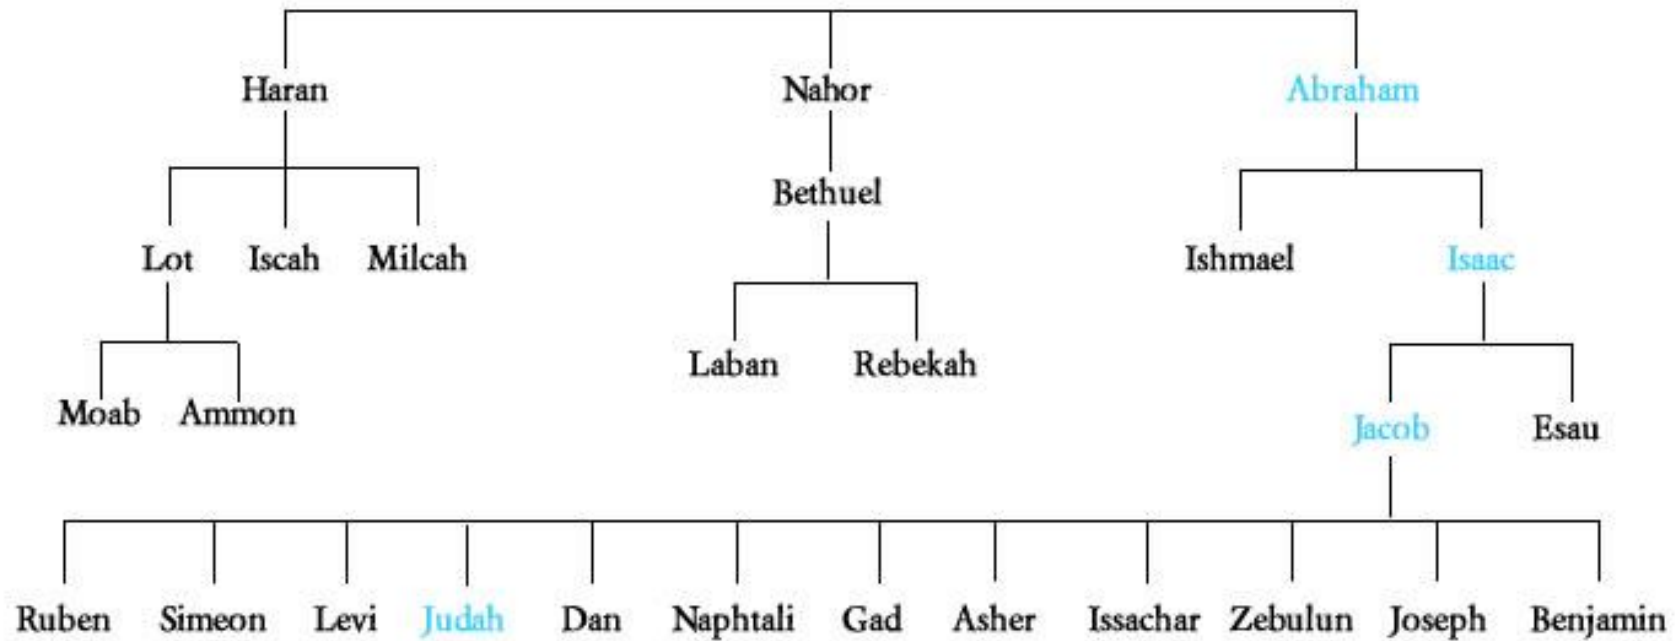 Haran Nahor Abraham
Bethuel
Lot Iscah Milcah Ishmael Isaac
Laban Rebekah
Moab Ammon Jacob Esau
Ruben Simeon Levi Judah Dan Naphtali Gad Asher Issachar Zebulun Joseph Benjamin